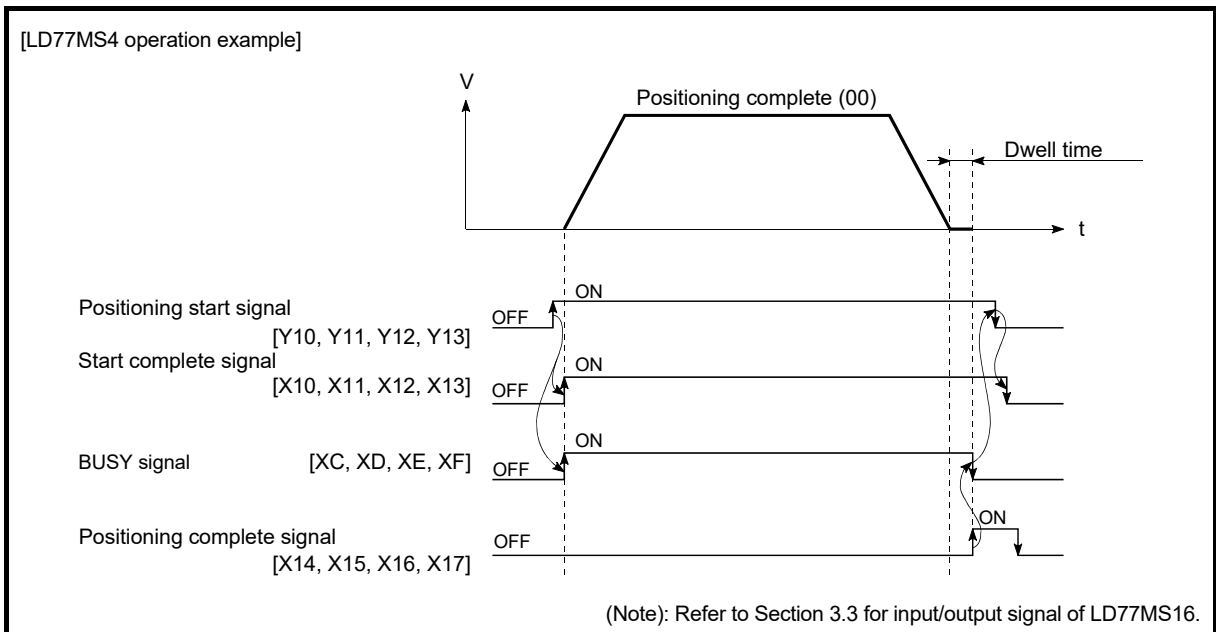 [LD77MS4 operation example]
V
Positioning complete (00)
Dwell time
t
Positioning start signal
[Y10, Y11, Y12, Y13]
OFF
ON
Start complete signal
[X10, X11, X12, X13]
OFF
ON
BUSY signal [XC, XD, XE, XF]
OFF
ON
Positioning complete signal
[X14, X15, X16, X17]
OFF
ON
(Note): Refer to Section 3.3 for input/output signal of LD77MS16.